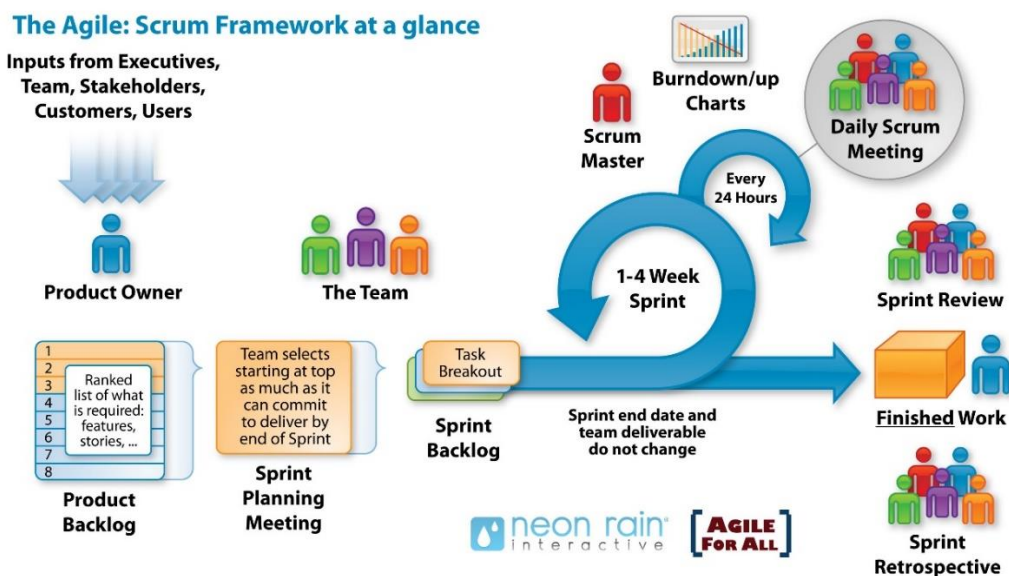 The Agile: Scrum Framework at a glance
Inputs from Executives,
Team, Stakeholders,
Customers, Users
Product Owner
The Team
Scrum
Master
Burndown/up
Charts
Daily Scrum
Meeting
Every
24 Hours
1-4 Week
Sprint
Sprint Review
1
2
3
4
5
6
7
8
Ranked
list of what
is required:
features,
stories, ...
Product
Backlog
Team selects
starting at top
as much as it
can commit
to deliver by
end of Sprint
Sprint
Planning
Meeting
Task
Breakout
Sprint
Backlog
Sprint end date and
team deliverable
do not change
Finished Work
Sprint
Retrospective
neon rain
interactive
AGILE
FOR ALL